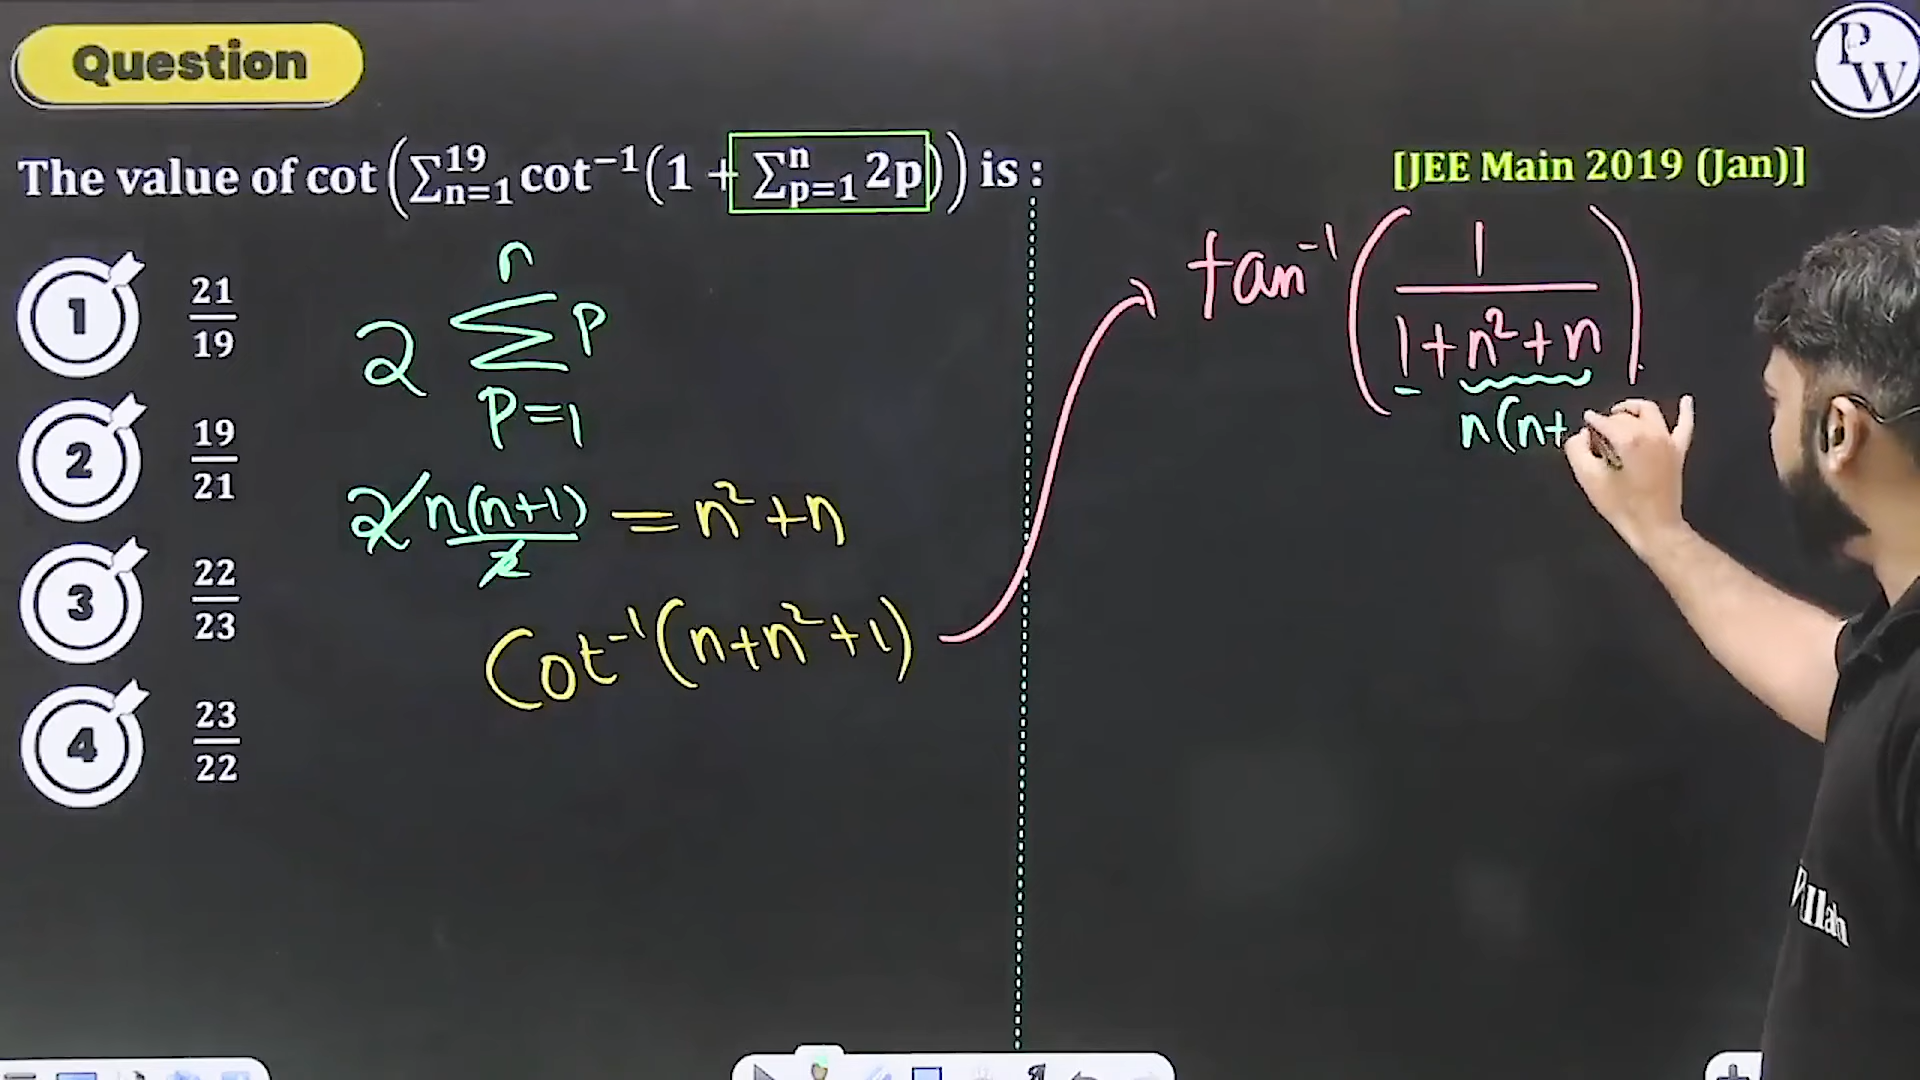 Question
PW
The value of cot (∑¹⁹ₙ₌₁ cot⁻¹(1 + ∑ⁿₚ₌₁ 2p)) is :
[JEE Main 2019 (Jan)]
1 21/19
2 19/21
3 22/23
4 23/22
n
2 ∑ p
p=1
2 n(n+1)/2 = n² + n
Cot⁻¹(n+n²+1)
tan⁻¹(1/(1+n²+n))
n(n+